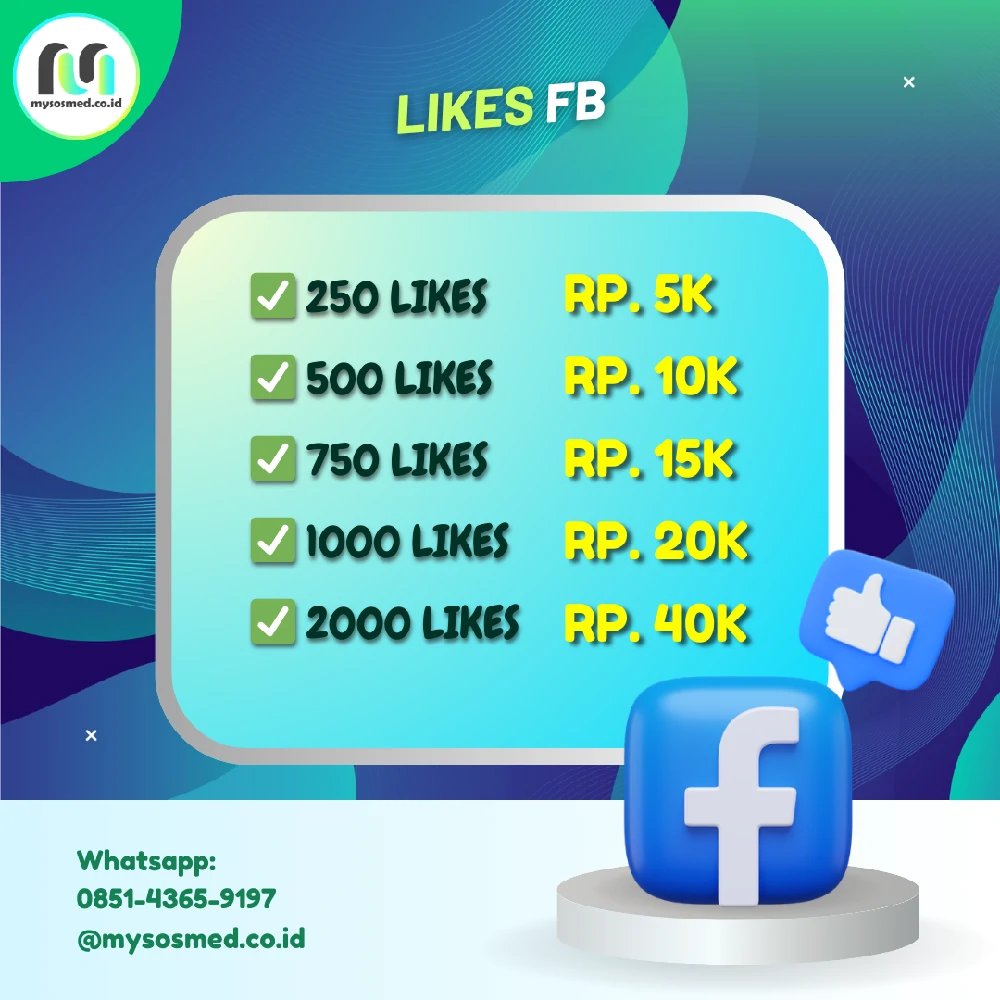 mysosmed.co.id
LIKES FB
250 LIKES RP. 5K
500 LIKES RP. 10K
750 LIKES RP. 15K
1000 LIKES RP. 20K
2000 LIKES RP. 40K
Whatsapp:
0851-4365-9197
@mysosmed.co.id